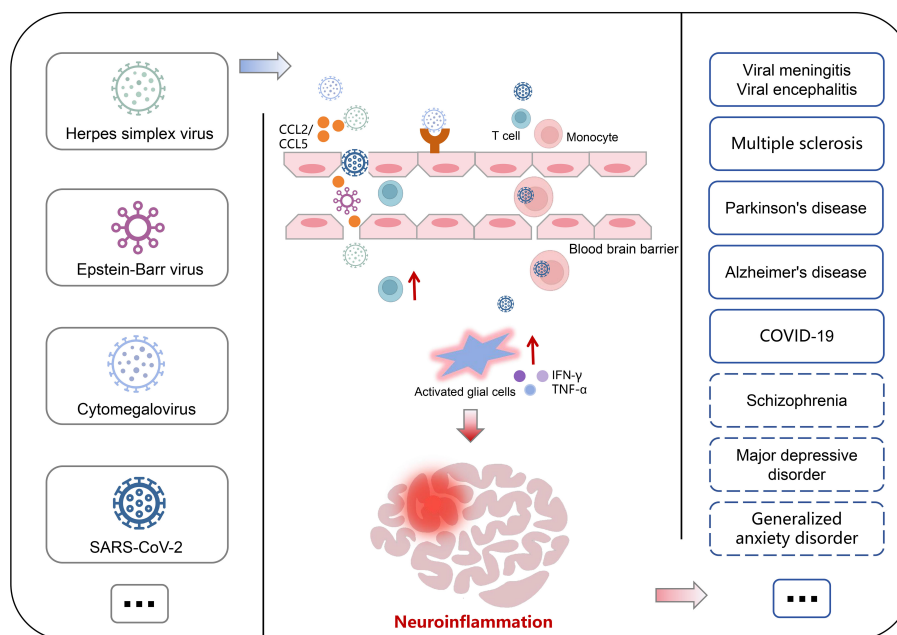 Herpes simplex virus
Epstein-Barr virus
Cytomegalovirus
SARS-CoV-2
...
CCL2/
CCL5
T cell
Monocyte
Blood brain barrier
Activated glial cells
IFN-γ
TNF-α
Neuroinflammation
Viral meningitis
Viral encephalitis
Multiple sclerosis
Parkinson's disease
Alzheimer's disease
COVID-19
Schizophrenia
Major depressive
disorder
Generalized
anxiety disorder
...